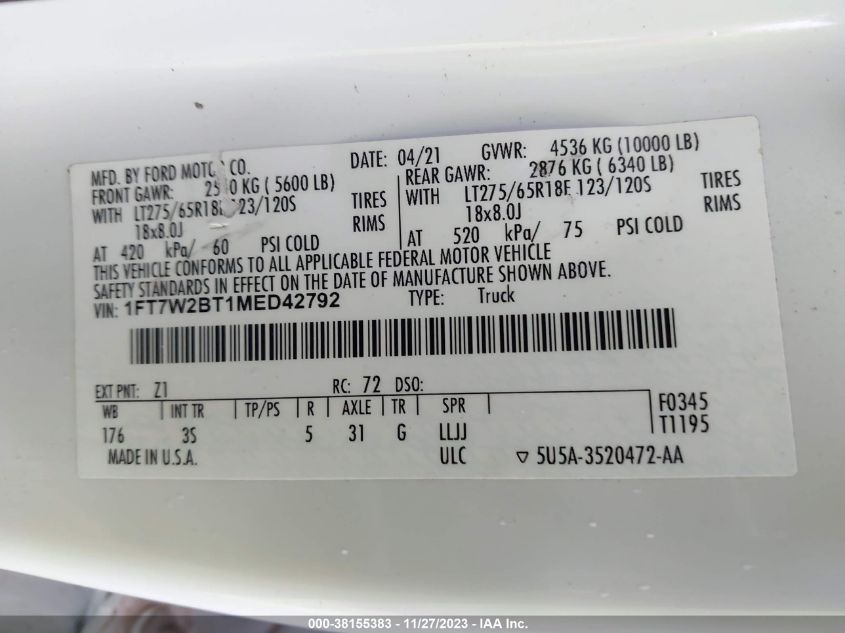 MFD. BY FORD MOTOR CO.
DATE: 04/21 GVWR: 4536 KG (10000 LB)
FRONT GAWR: KG ( 5600 LB)
REAR GAWR: 2876 KG ( 6340 LB)
WITH LT275/65R18E 123/120S TIRES
18x8.0J RIMS
AT 420 kPa/ 60 PSI COLD
WITH LT275/65R18E 123/120S TIRES
18x8.0J RIMS
AT 520 kPa/ 75 PSI COLD
THIS VEHICLE CONFORMS TO ALL APPLICABLE FEDERAL MOTOR VEHICLE
SAFETY STANDARDS IN EFFECT ON THE DATE OF MANUFACTURE SHOWN ABOVE.
VIN: 1FT7W2BT1MED42792 TYPE: Truck
EXT PNT: Z1 RC: 72 DSO:
WB INT TR TP/PS R AXLE TR SPR F0345
176 3S 5 31 G LLJJ T1195
MADE IN U.S.A. ULC ▽ 5U5A-3520472-AA
000-38155383 - 11/27/2023 - IAA Inc.